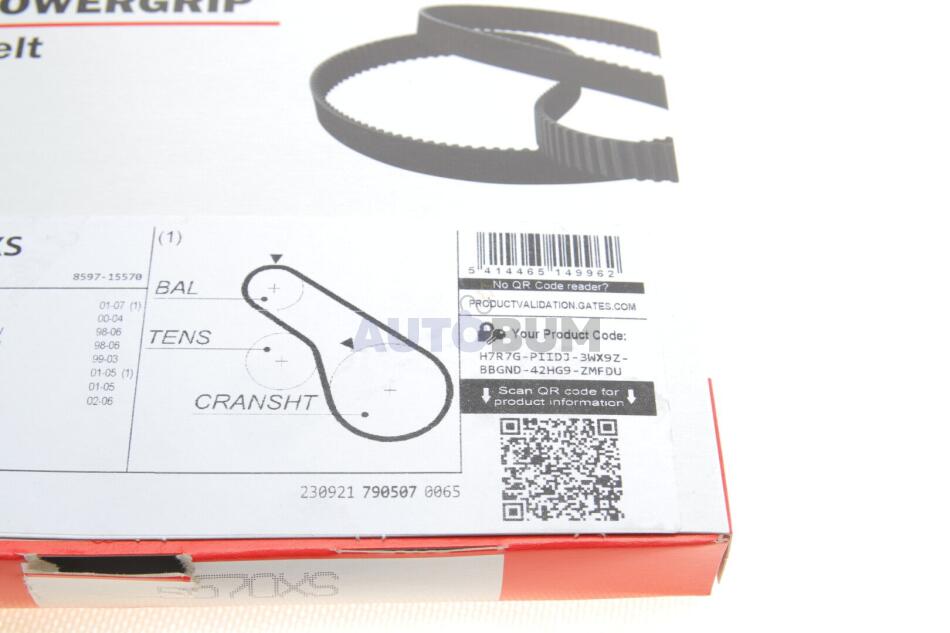 OWERGRIP
elt
XS
8597-15570
01-07 (1)
00-04
98-06
98-06
99-03
01-05 (1)
01-05
02-06
(1)
BAL
TENS
CRANSHT
230921 790507 0065
5 414465 149962
No QR Code reader?
PRODUCTVALIDATION.GATES.COM
Your Product Code:
H7R7G-PIIDJ-3WX9Z-
BBGND-42HG9-ZMFDU
Scan QR code for
product information
AUTOBUM
5570XS